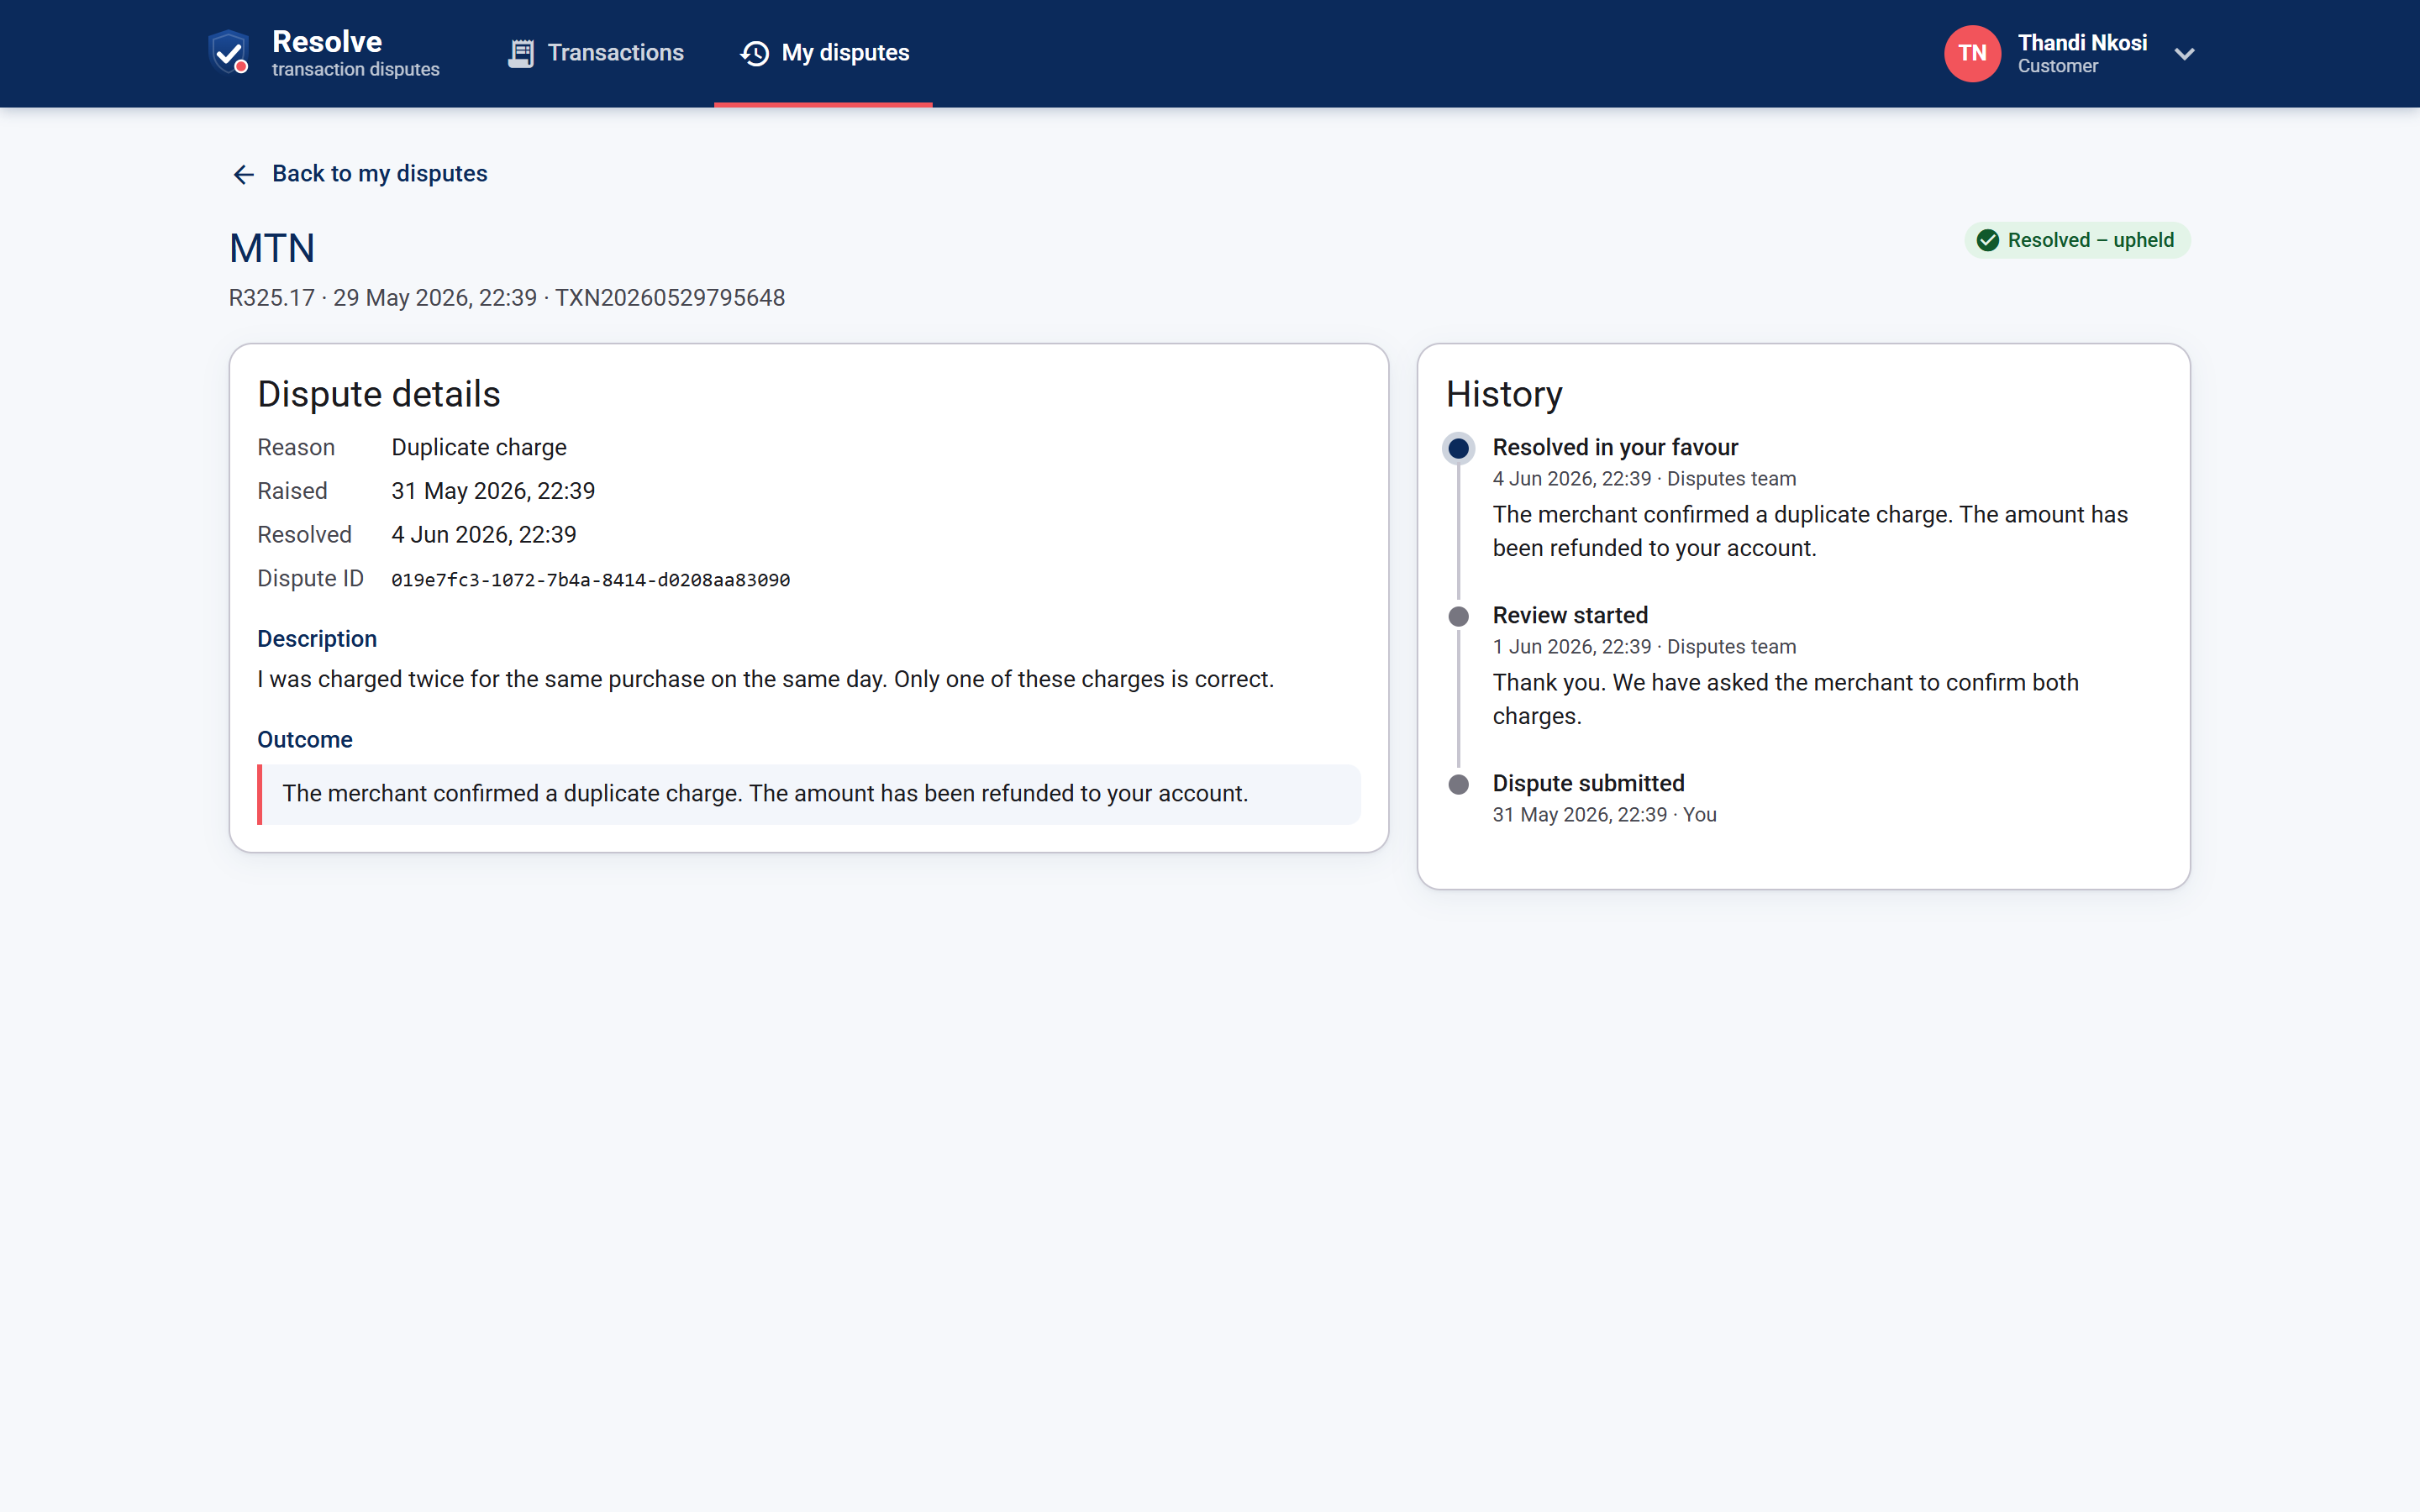 Resolve
transaction disputes
Transactions
My disputes
TN
Thandi Nkosi
Customer
Back to my disputes
MTN
Resolved – upheld
R325.17 · 29 May 2026, 22:39 · TXN20260529795648
Dispute details
Reason Duplicate charge
Raised 31 May 2026, 22:39
Resolved 4 Jun 2026, 22:39
Dispute ID 019e7fc3-1072-7b4a-8414-d0208aa83090
Description
I was charged twice for the same purchase on the same day. Only one of these charges is correct.
Outcome
The merchant confirmed a duplicate charge. The amount has been refunded to your account.
History
Resolved in your favour
4 Jun 2026, 22:39 · Disputes team
The merchant confirmed a duplicate charge. The amount has
been refunded to your account.
Review started
1 Jun 2026, 22:39 · Disputes team
Thank you. We have asked the merchant to confirm both
charges.
Dispute submitted
31 May 2026, 22:39 · You